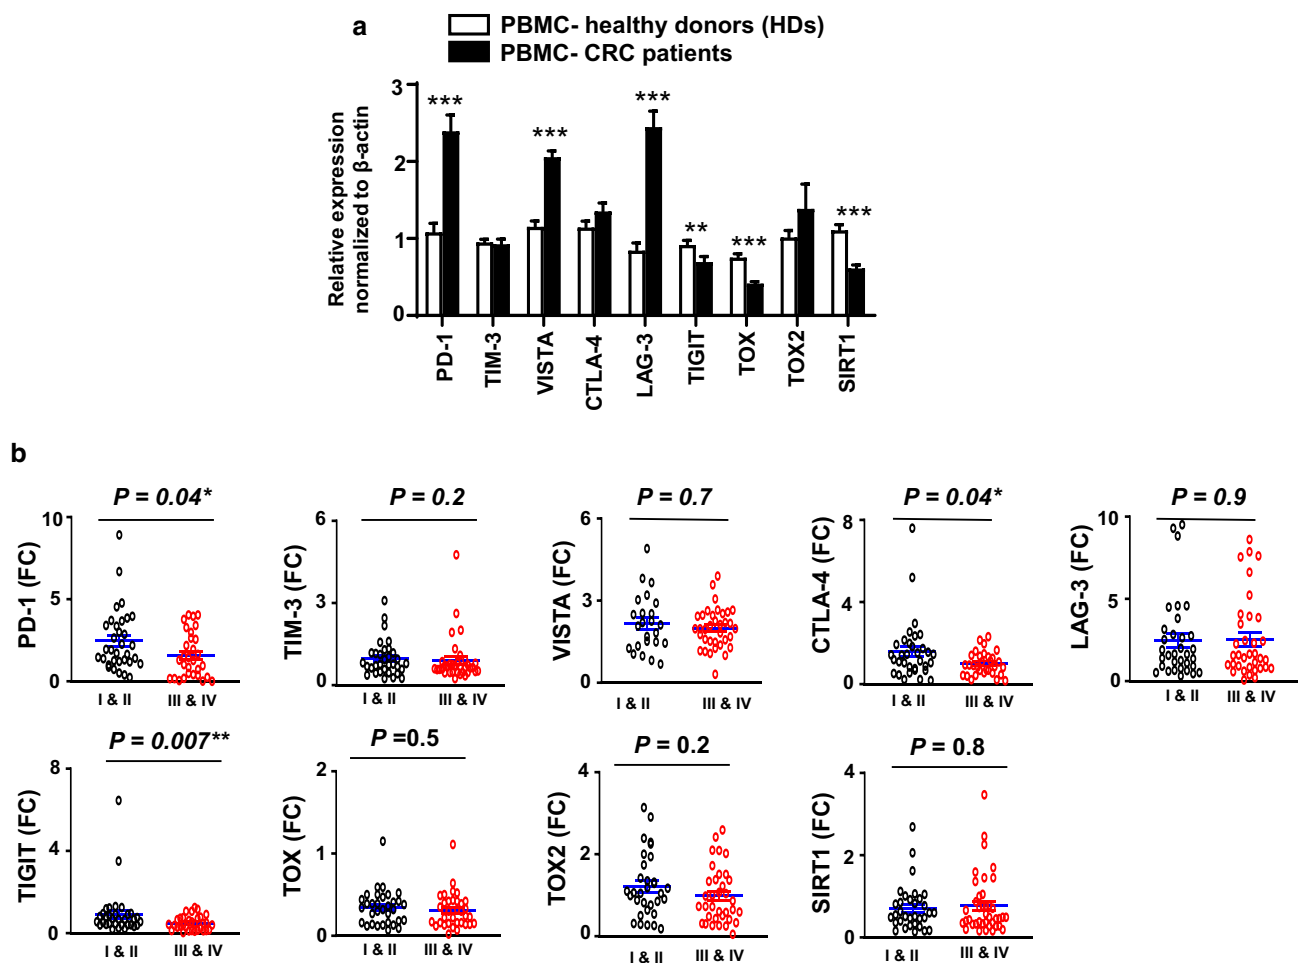 a
PBMC- healthy donors (HDs)
PBMC- CRC patients
Relative expression
normalized to β-actin
3
2
1
0
***
***
***
**
***
***
PD-1
TIM-3
VISTA
CTLA-4
LAG-3
TIGIT
TOX
TOX2
SIRT1
b
P = 0.04*
PD-1 (FC)
10
5
0
I & II
III & IV
P = 0.2
TIM-3 (FC)
6
3
0
I & II
III & IV
P = 0.7
VISTA (FC)
6
3
0
I & II
III & IV
P = 0.04*
CTLA-4 (FC)
8
4
0
I & II
III & IV
P = 0.9
LAG-3 (FC)
10
5
0
I & II
III & IV
P = 0.007**
TIGIT (FC)
8
4
0
I & II
III & IV
P =0.5
TOX (FC)
2
1
0
I & II
III & IV
P = 0.2
TOX2 (FC)
4
2
0
I & II
III & IV
P = 0.8
SIRT1 (FC)
4
2
0
I & II
III & IV